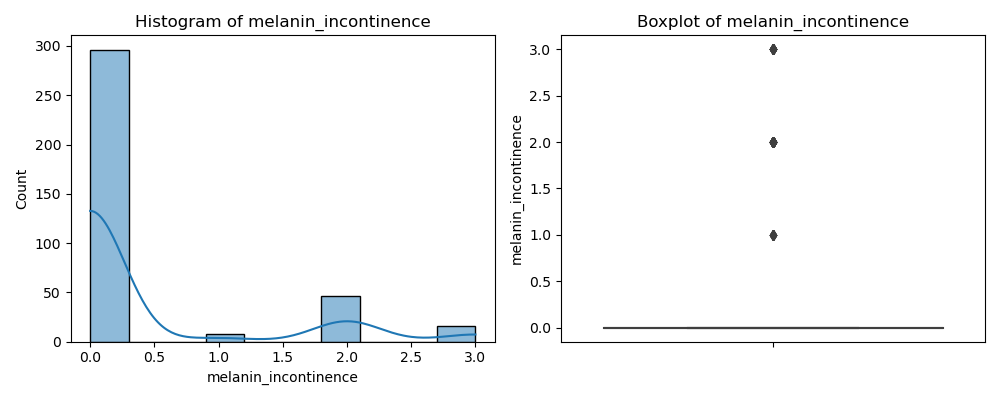 Histogram of melanin_incontinence
300
250
200
150
100
50
0
Count
0.0 0.5 1.0 1.5 2.0 2.5 3.0
melanin_incontinence
Boxplot of melanin_incontinence
3.0
2.5
2.0
1.5
1.0
0.5
0.0
melanin_incontinence